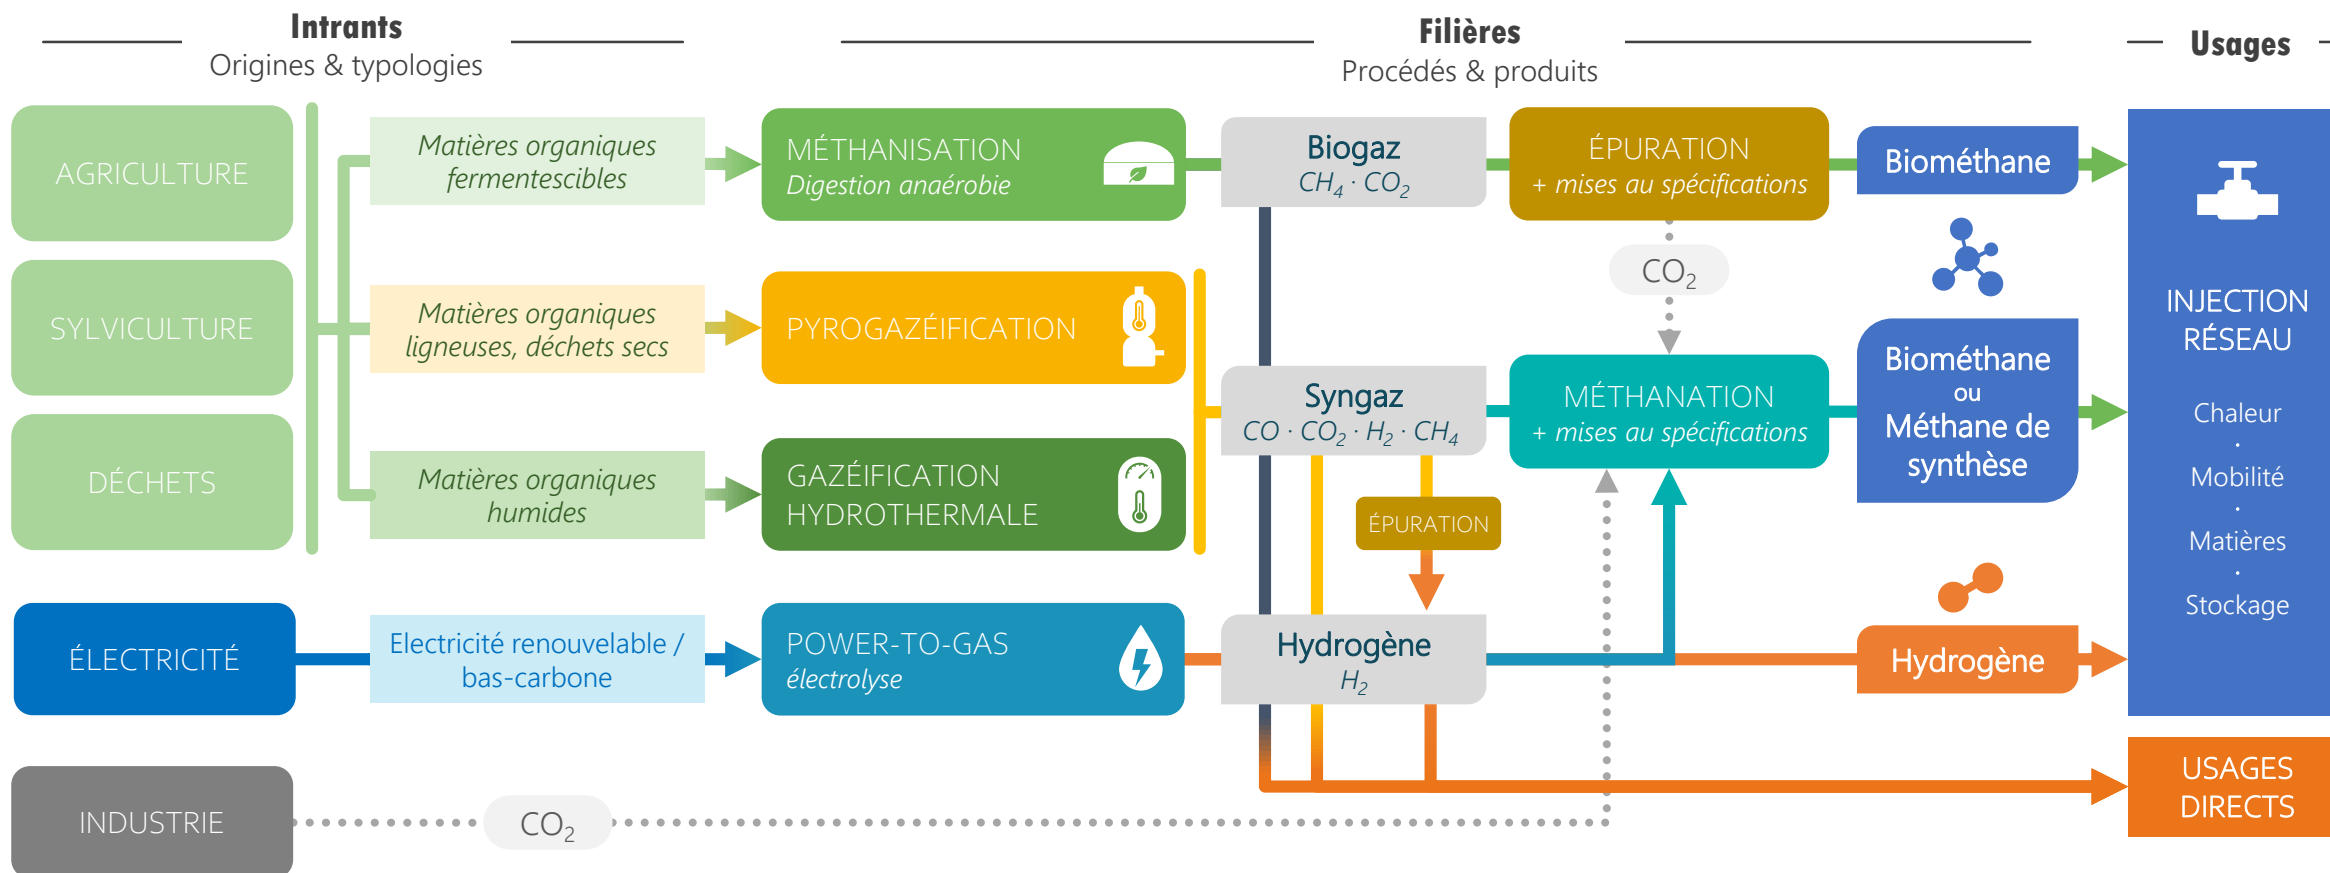 Intrants
Origines & typologies
Filières
Procédés & produits
Usages
AGRICULTURE
SYLVICULTURE
DÉCHETS
ÉLECTRICITÉ
INDUSTRIE
Matières organiques
fermentescibles
Matières organiques
ligneuses, déchets secs
Matières organiques
humides
Electricité renouvelable /
bas-carbone
CO₂
MÉTHANISATION
Digestion anaérobie
PYROGAZÉIFICATION
GAZÉIFICATION
HYDROTHERMALE
POWER-TO-GAS
électrolyse
Biogaz
CH₄ · CO₂
Syngaz
CO · CO₂ · H₂ · CH₄
ÉPURATION
Hydrogène
H₂
ÉPURATION
+ mises au spécifications
CO₂
MÉTHANATION
+ mises au spécifications
Biométhane
Biométhane
ou
Méthane de
synthèse
Hydrogène
INJECTION
RÉSEAU
Chaleur
·
Mobilité
·
Matières
·
Stockage
USAGES
DIRECTS